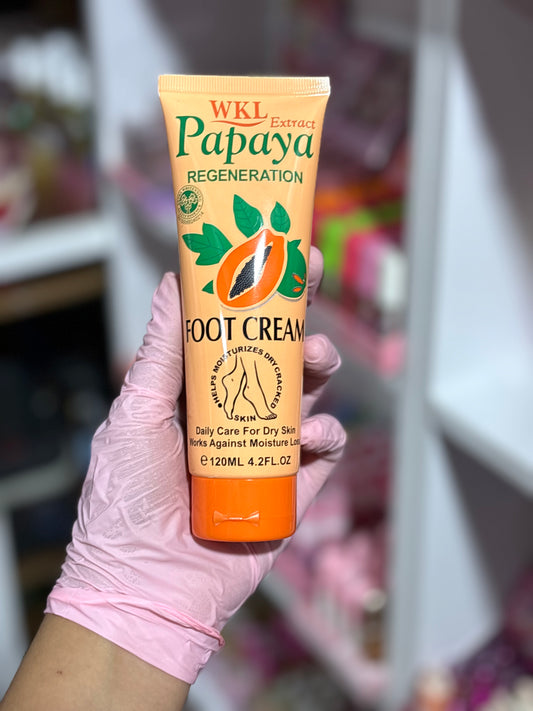 WKL
Extract
Papaya
REGENERATION
FOOT CREAM
• HELPS MOISTURIZES DRY CRACKED SKIN
Daily Care For Dry Skin
Works Against Moisture Loss
℮ 120ML 4.2FL.OZ